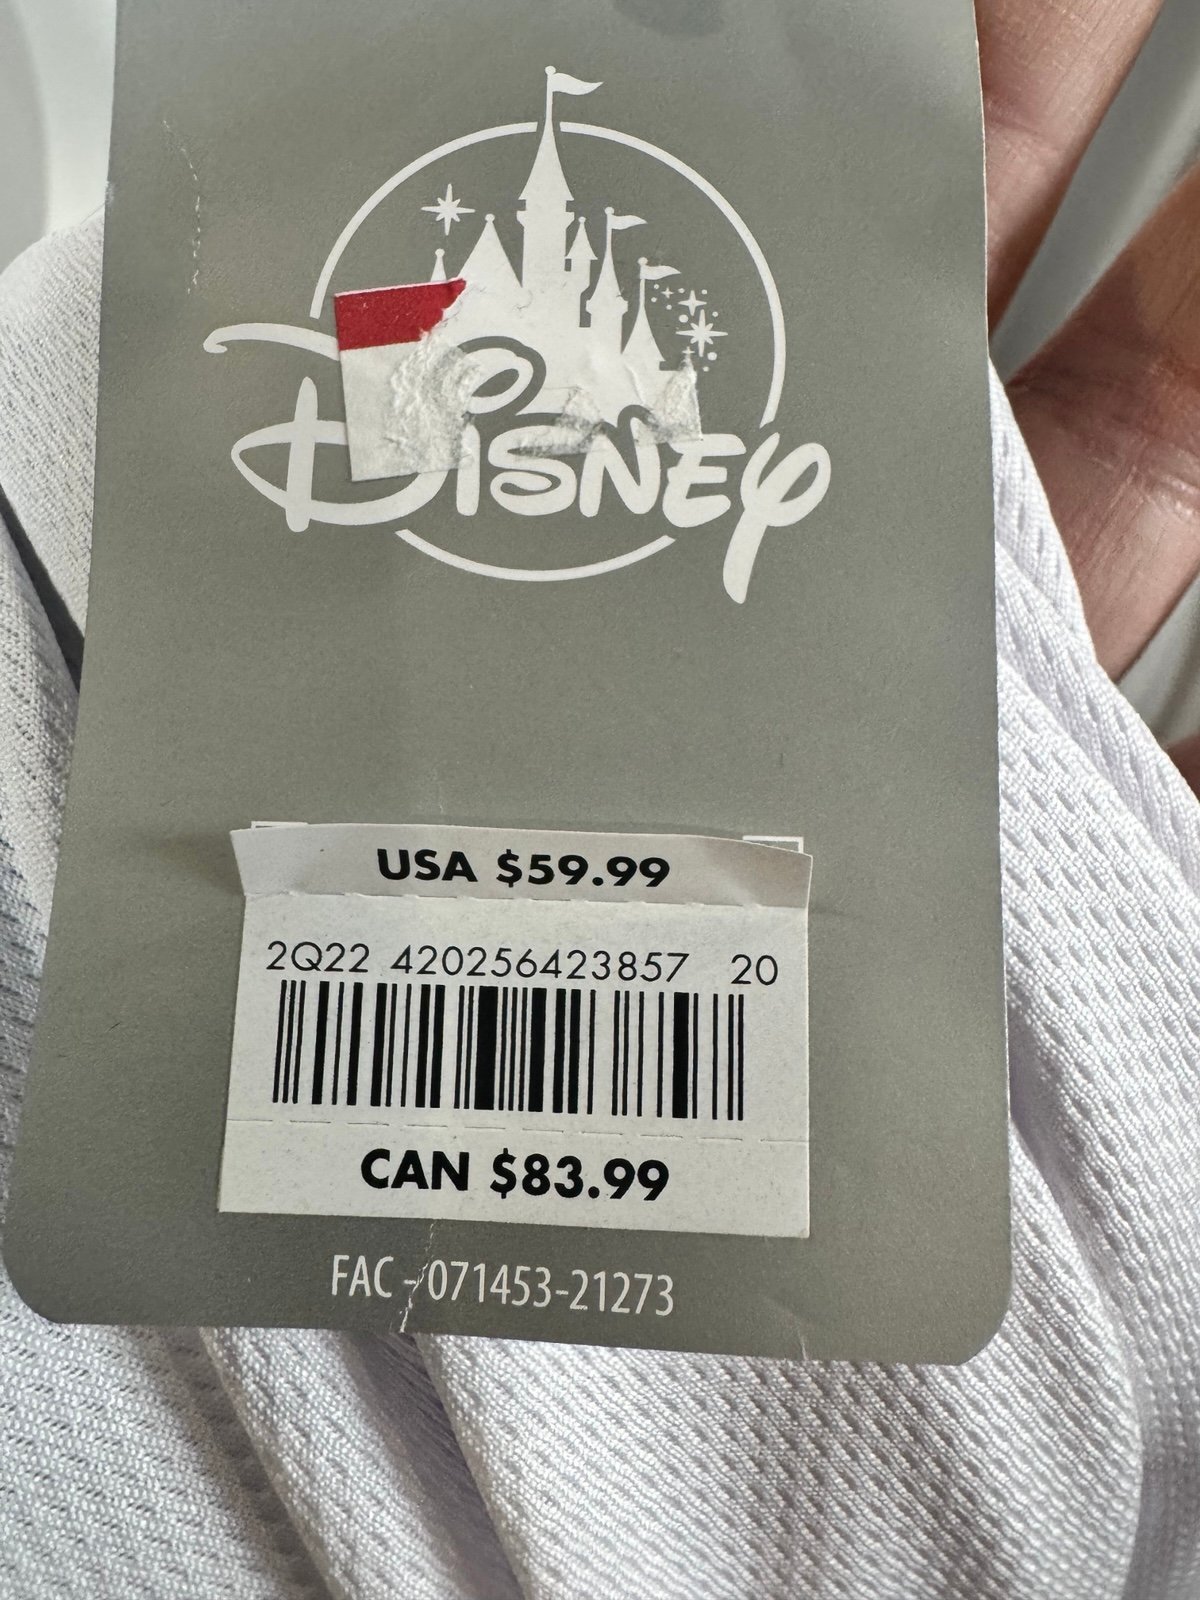 Disney
USA $59.99
2Q22 420256423857 20
CAN $83.99
FAC - 071453-21273